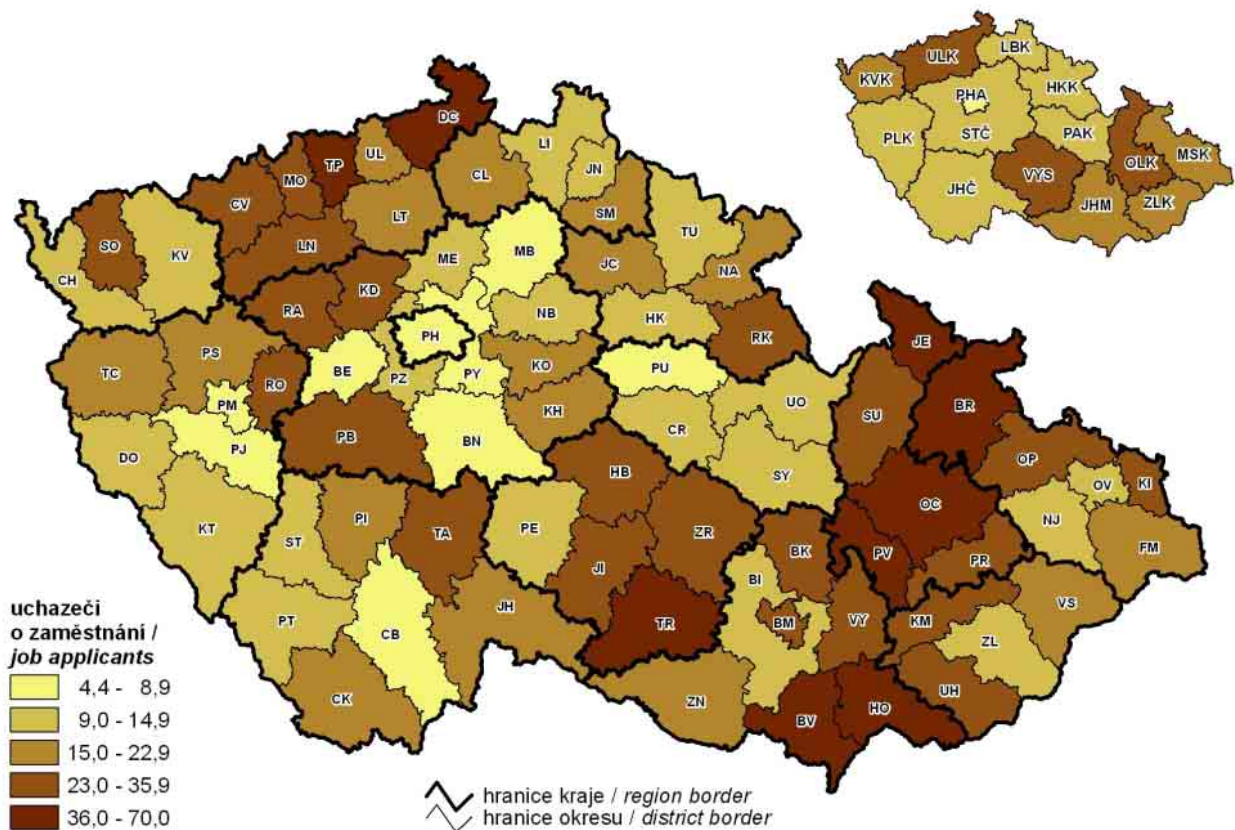 LBK
ULK
KVK
HKK
PHA
STČ
PAK
PLK
OLK
MSK
VYS
JHČ
JHM
ZLK
DC
LI
UL
TP
JN
MO
CL
CV
LT
SM
SO
KV
LN
TU
ME
MB
CH
JC
NA
KD
RA
NB
HK
PH
RK
JE
PS
KO
TC
BE
PZ
PY
PU
RO
BR
PM
KH
UO
SU
CR
PB
BN
PJ
OP
DO
SY
HB
KI
OV
OC
PI
NJ
KT
ST
TA
PE
ZR
FM
BK
PV
PR
JI
BI
VS
JH
PT
KM
TR
BM
VY
CB
ZL
UH
CK
ZN
HO
BV
uchazeči
o zaměstnání /
job applicants
4,4 - 8,9
9,0 - 14,9
15,0 - 22,9
23,0 - 35,9
36,0 - 70,0
hranice kraje / region border
hranice okresu / district border